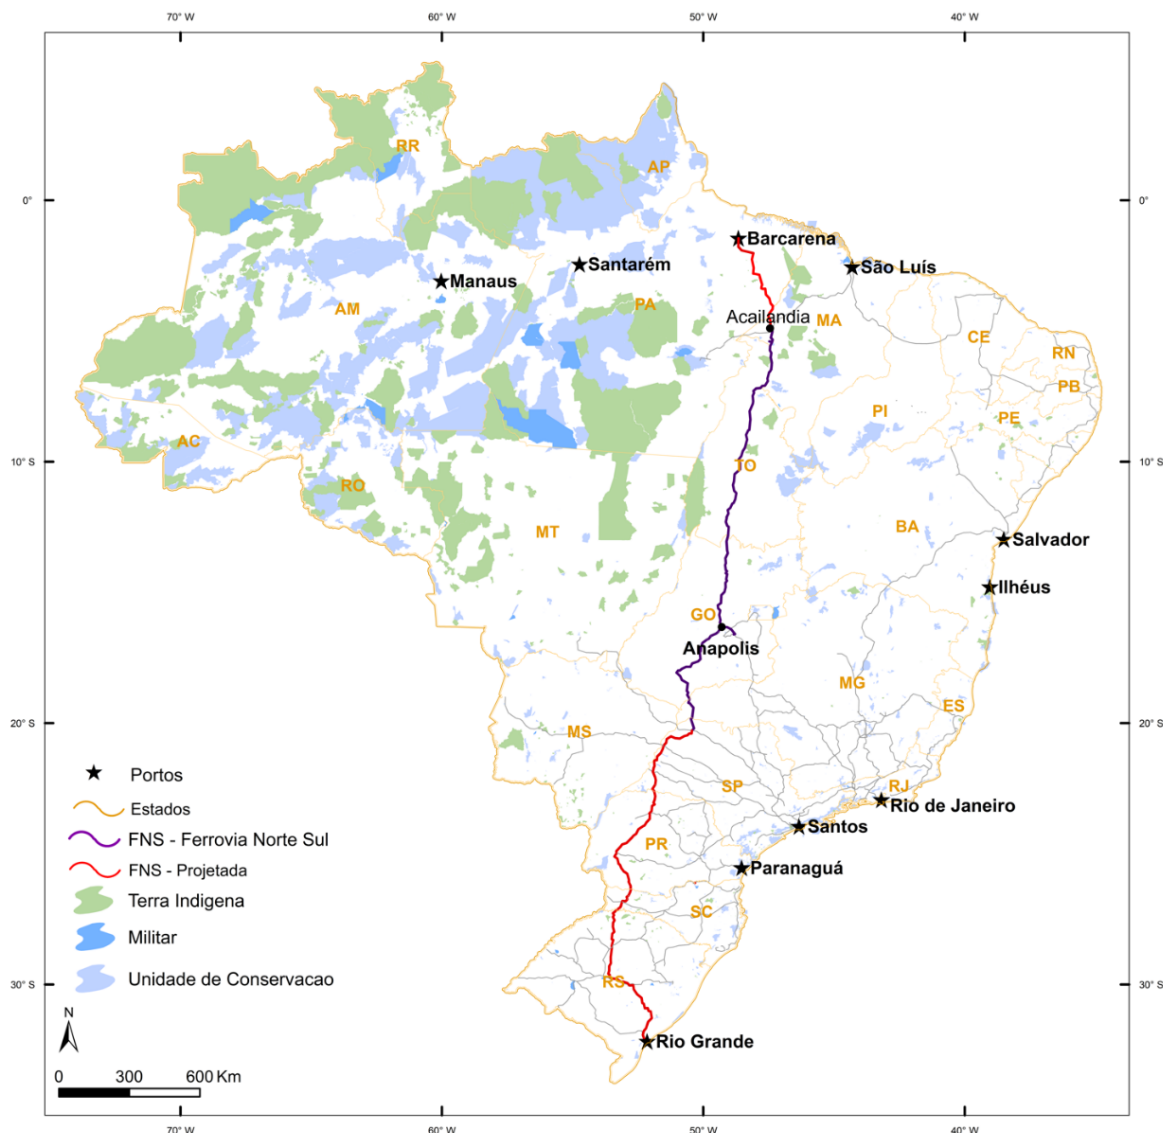 70° W 60° W 50° W 40° W
RR
AP
0° 0°
Barcarena
Santarém São Luís
Manaus
AM PA Acailandia MA
CE
RN
PB
PI PE
AC
10° S TO 10° S
RO
MT BA
Salvador
Ilhéus
GO
Anapolis
MG
ES
20° S MS 20° S
Portos SP RJ
Rio de Janeiro
Estados
Santos
FNS - Ferrovia Norte Sul PR
FNS - Projetada Paranaguá
Terra Indigena SC
Militar
Unidade de Conservacao
30° S RS 30° S
N
Rio Grande
0 300 600 Km
70° W 60° W 50° W 40° W